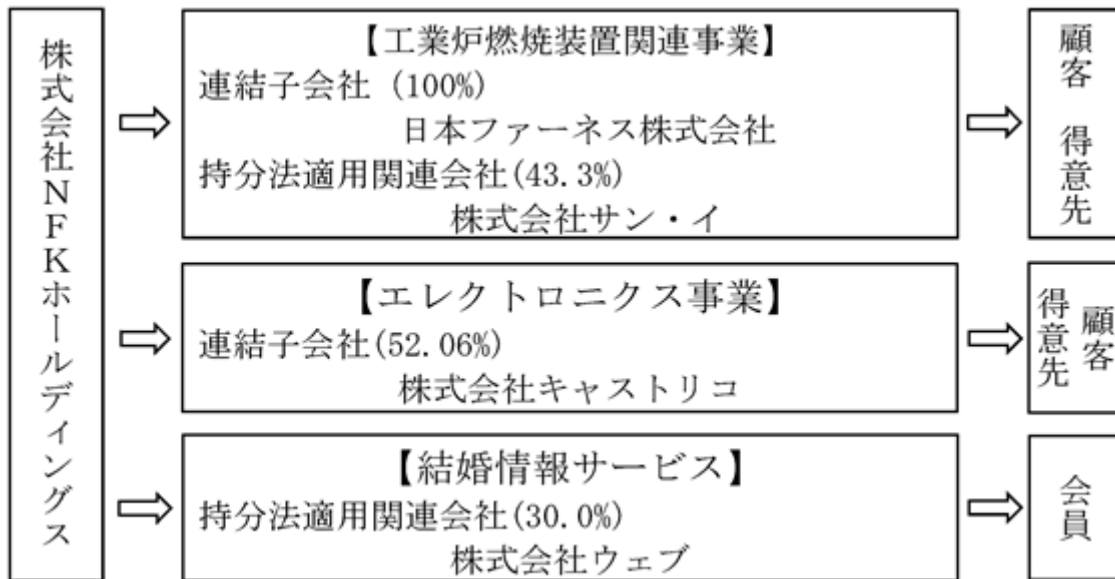 株式会社NFKホールディングス
【工業炉燃焼装置関連事業】
連結子会社 (100%)
日本ファーネス株式会社
持分法適用関連会社(43.3%)
株式会社サン・イ
顧客 得意先
【エレクトロニクス事業】
連結子会社(52.06%)
株式会社キャストリコ
顧客
得意先
【結婚情報サービス】
持分法適用関連会社(30.0%)
株式会社ウェブ
会員